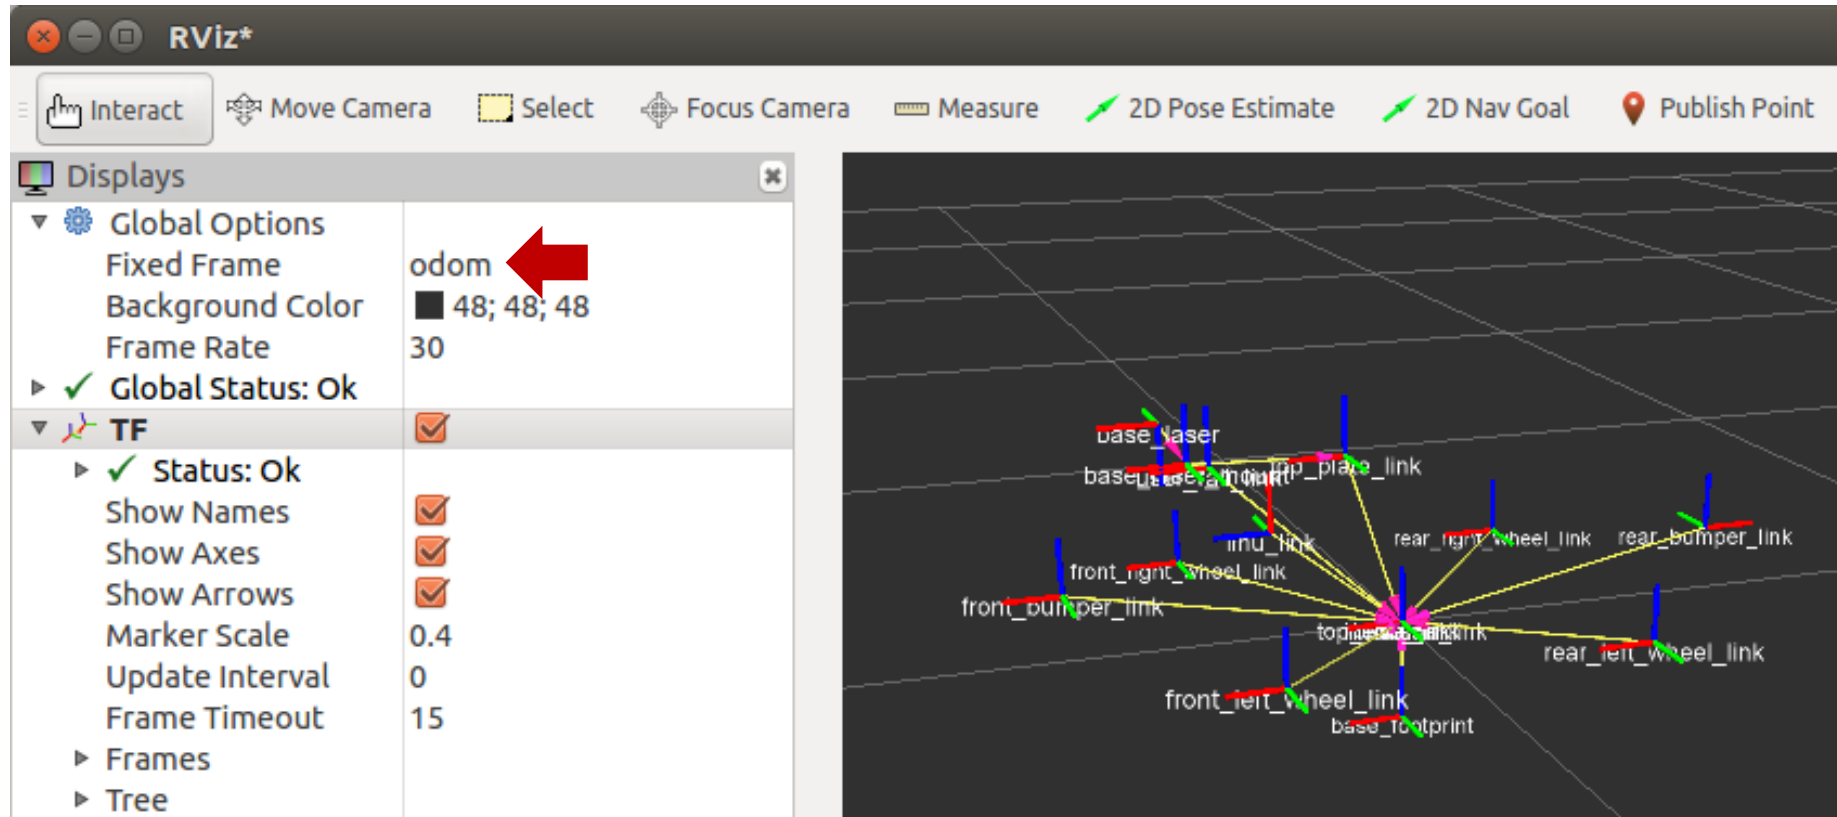 RViz*
Interact Move Camera Select Focus Camera Measure 2D Pose Estimate 2D Nav Goal Publish Point
Displays
Global Options
Fixed Frame odom
Background Color 48; 48; 48
Frame Rate 30
Global Status: Ok
TF
Status: Ok
Show Names
Show Axes
Show Arrows
Marker Scale 0.4
Update Interval 0
Frame Timeout 15
Frames
Tree
base_laser
top_plate_link
imu_link
rear_right_wheel_link
rear_bumper_link
front_right_wheel_link
front_bumper_link
rear_left_wheel_link
front_left_wheel_link
base_footprint